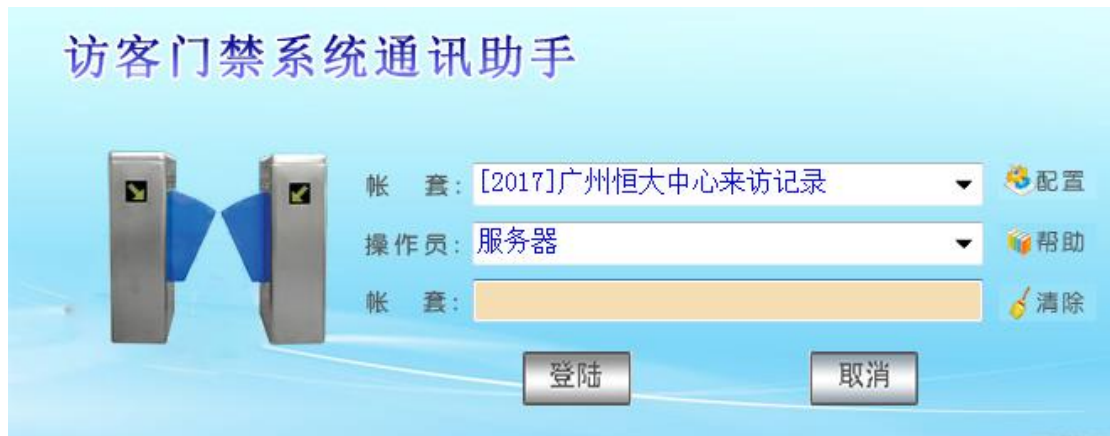 访客门禁系统通讯助手
帐 套: [2017]广州恒大中心来访记录 配置
操作员: 服务器 帮助
帐 套: 清除
登陆 取消